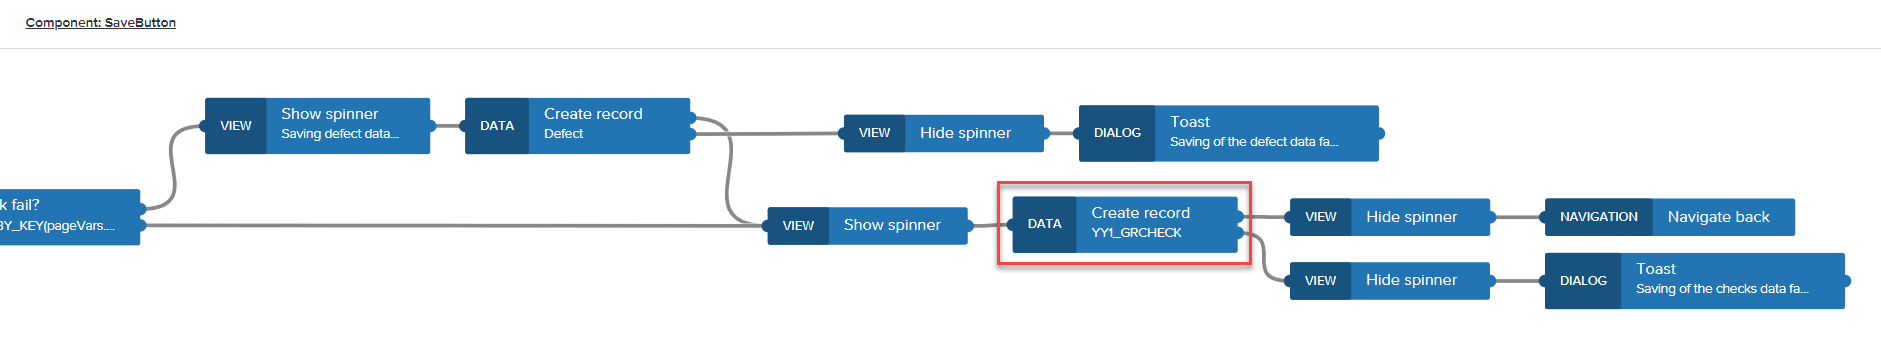 Component: SaveButton
VIEW
Show spinner
Saving defect data...
DATA
Create record
Defect
VIEW
Hide spinner
DIALOG
Toast
Saving of the defect data fa...
k fail?
BY_KEY(pageVars....
VIEW
Show spinner
DATA
Create record
YY1_GRCHECK
VIEW
Hide spinner
NAVIGATION
Navigate back
VIEW
Hide spinner
DIALOG
Toast
Saving of the checks data fa...